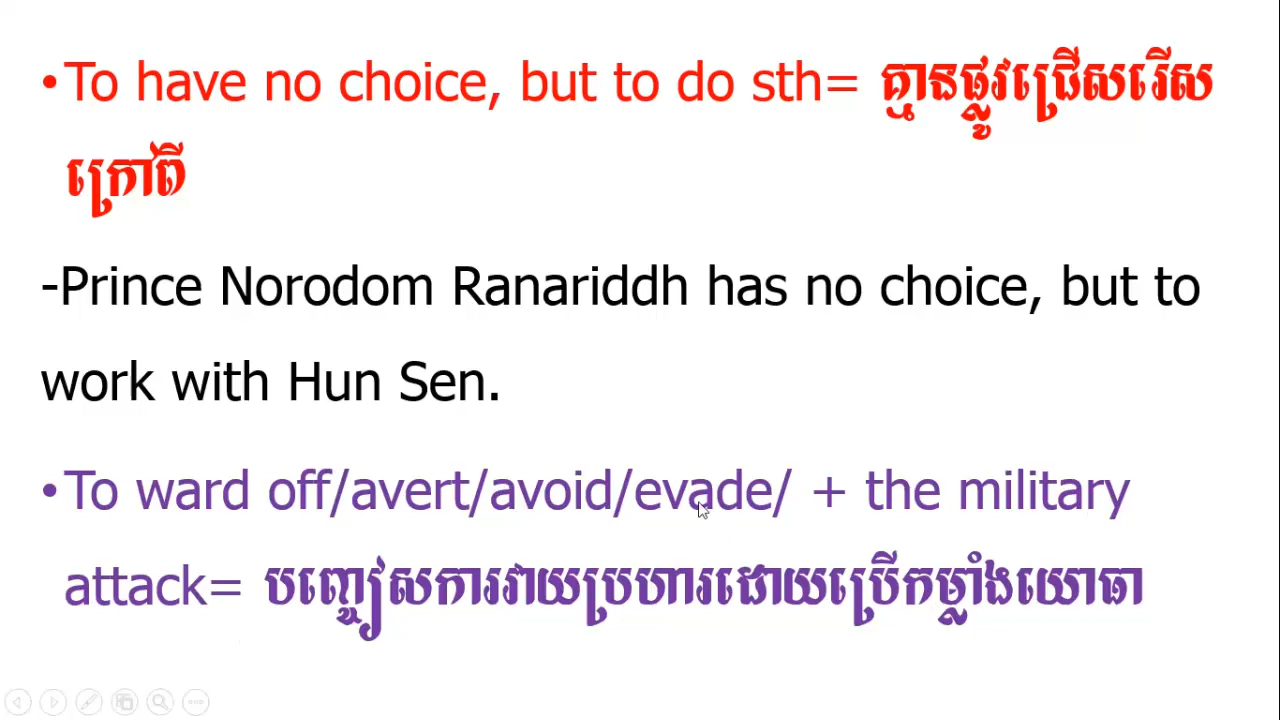 •To have no choice, but to do sth= គ្មានផ្លូវជ្រើសរើស
ក្រៅពី
-Prince Norodom Ranariddh has no choice, but to
work with Hun Sen.
•To ward off/avert/avoid/evade/ + the military
attack= បញ្ចៀសការវាយប្រហារដោយប្រើកម្លាំងយោធា